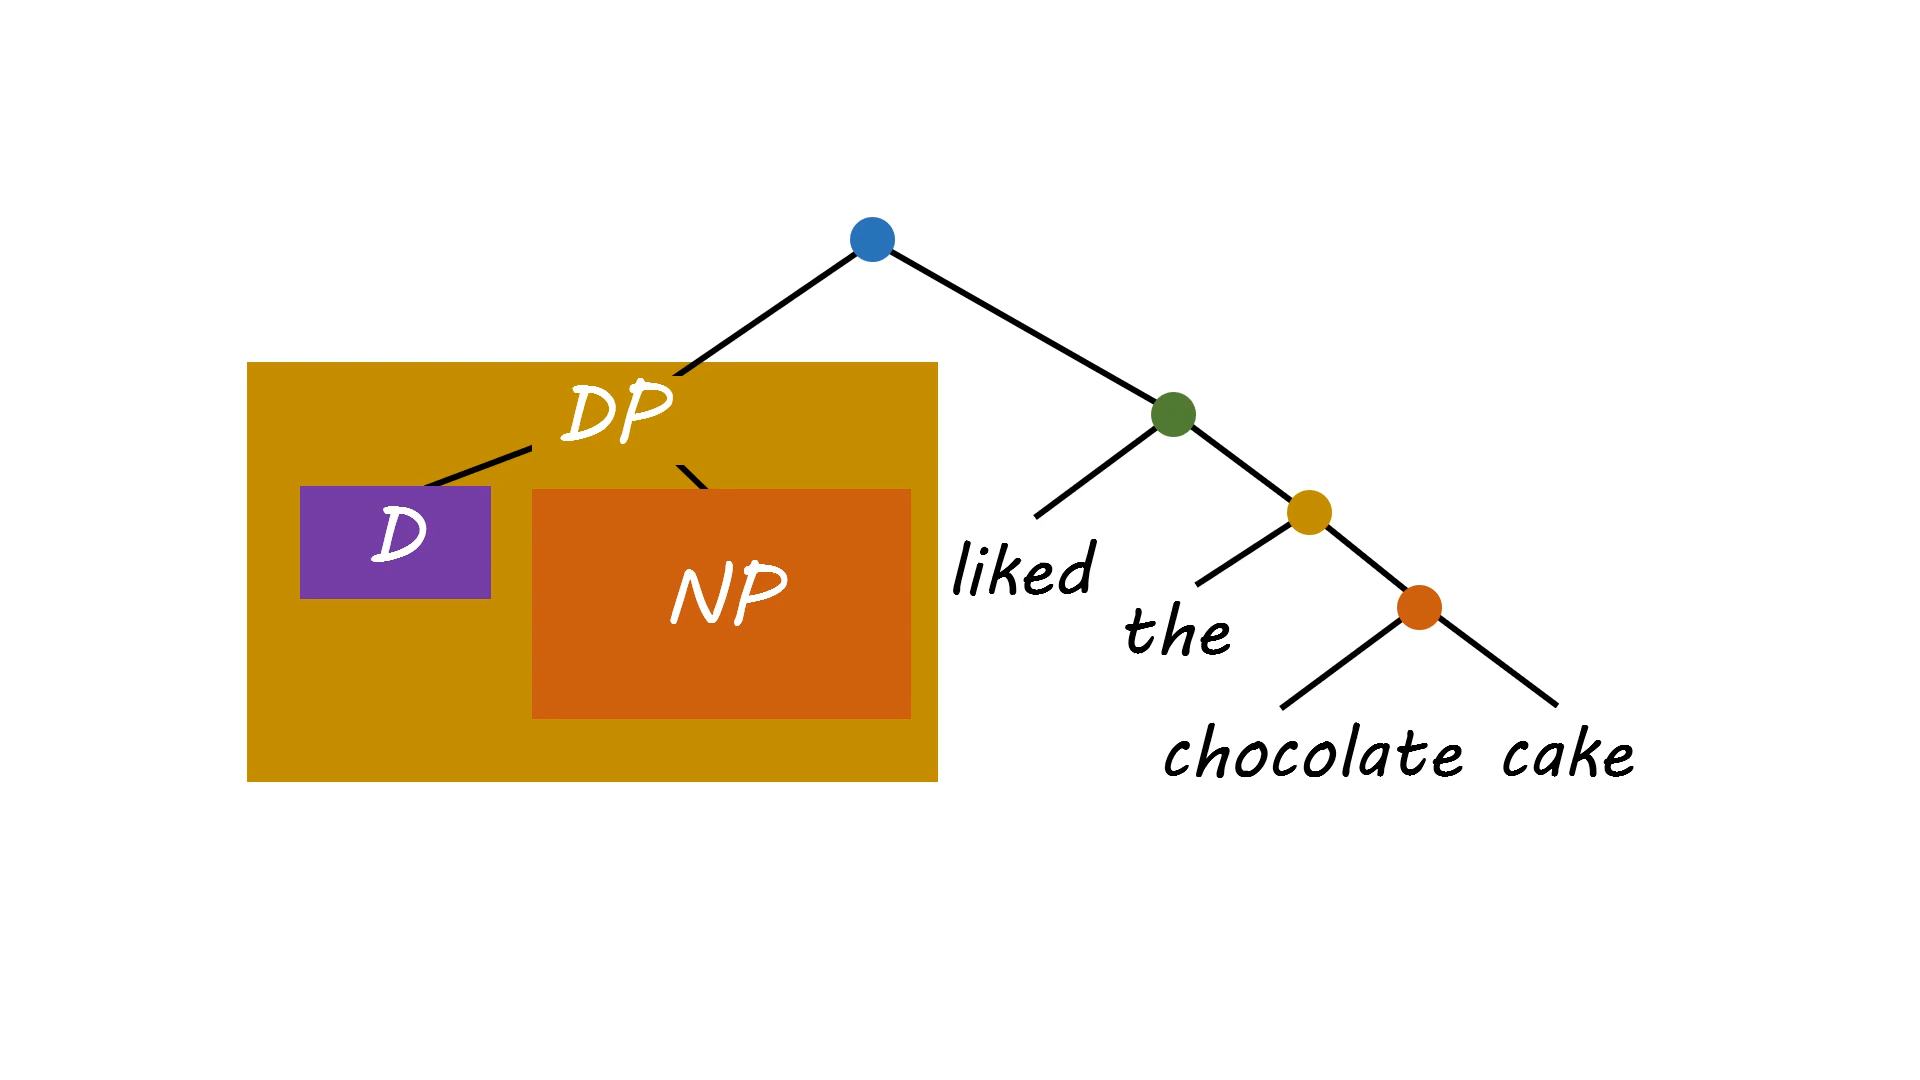 DP
D
NP
liked
the
chocolate cake